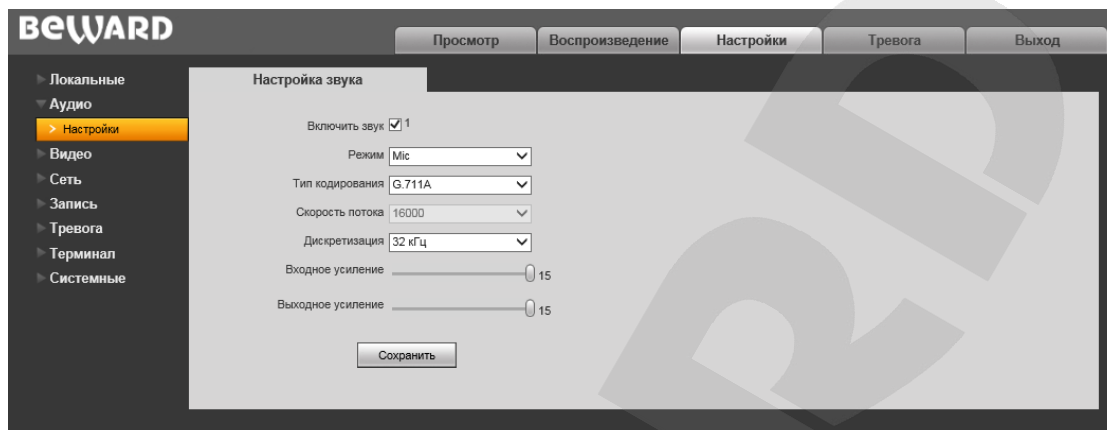 BEWARD
Просмотр Воспроизведение Настройки Тревога Выход
Локальные
Аудио
> Настройки
Видео
Сеть
Запись
Тревога
Терминал
Системные
Настройка звука
Включить звук 1
Режим Mic
Тип кодирования G.711A
Скорость потока 16000
Дискретизация 32 кГц
Входное усиление 15
Выходное усиление 15
Сохранить
RD